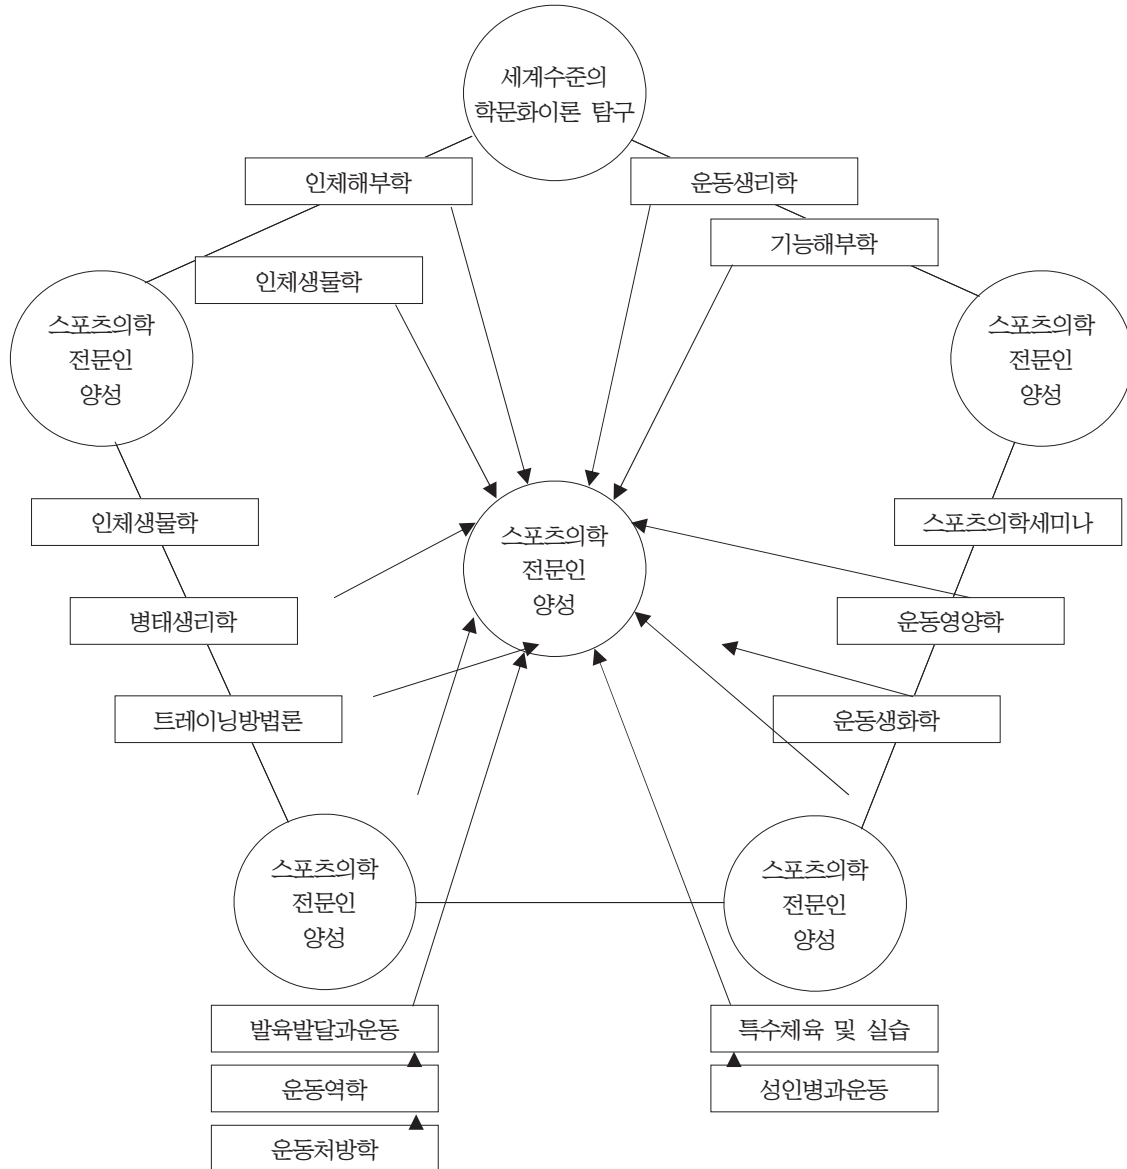 세계수준의
학문화이론 탐구
인체해부학
운동생리학
기능해부학
인체생물학
스포츠의학
전문인
양성
스포츠의학
전문인
양성
인체생물학
스포츠의학세미나
스포츠의학
전문인
양성
병태생리학
운동영양학
트레이닝방법론
운동생화학
스포츠의학
전문인
양성
스포츠의학
전문인
양성
발육발달과운동
특수체육 및 실습
운동역학
성인병과운동
운동처방학